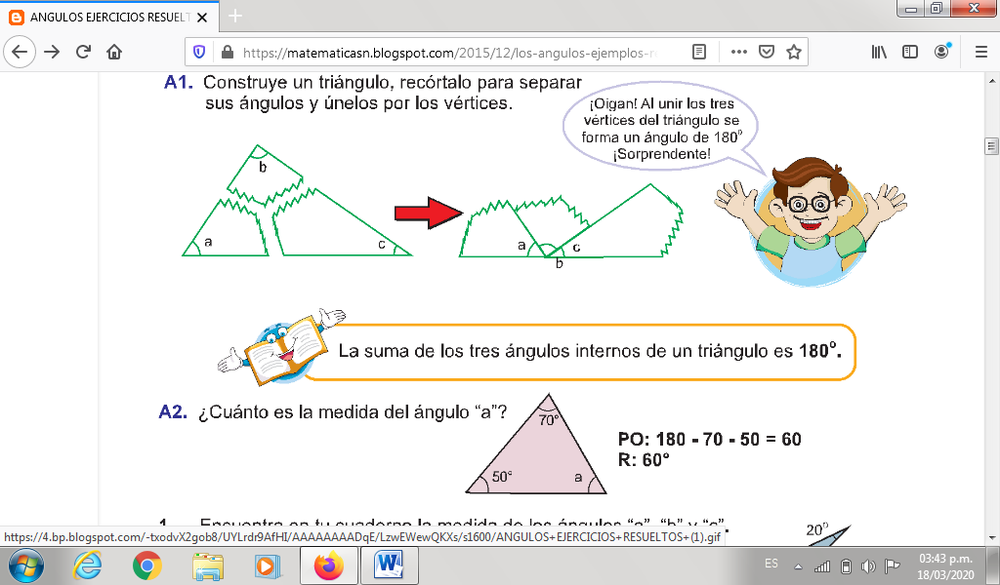 ANGULOS EJERCICIOS RESUELT
https://matematicasn.blogspot.com/2015/12/los-angulos-ejemplos-r
A1. Construye un triángulo, recórtalo para separar
sus ángulos y únelos por los vértices.
¡Oigan! Al unir los tres
vértices del triángulo se
forma un ángulo de 180°
¡Sorprendente!
b
a
c
a
c
b
La suma de los tres ángulos internos de un triángulo es 180°.
A2. ¿Cuánto es la medida del ángulo “a”?
70°
50°
a
PO: 180 - 70 - 50 = 60
R: 60°
1. Encuentra en tu cuaderno la medida de los ángulos “a”, “b” y “c”.
20°
https://4.bp.blogspot.com/-txodvX2gob8/UYLrdr9AfHI/AAAAAAAADqE/LzwEWewQKXs/s1600/ANGULOS+EJERCICIOS+RESUELTOS+(1).gif
ES
03:43 p.m.
18/03/2020